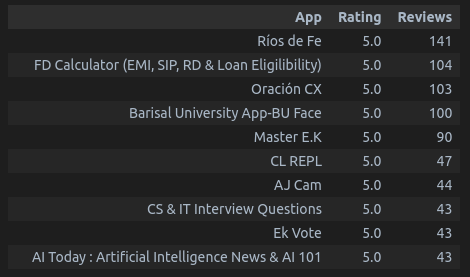 App Rating Reviews
Ríos de Fe 5.0 141
FD Calculator (EMI, SIP, RD & Loan Eligilibility) 5.0 104
Oración CX 5.0 103
Barisal University App-BU Face 5.0 100
Master E.K 5.0 90
CL REPL 5.0 47
AJ Cam 5.0 44
CS & IT Interview Questions 5.0 43
Ek Vote 5.0 43
AI Today : Artificial Intelligence News & AI 101 5.0 43